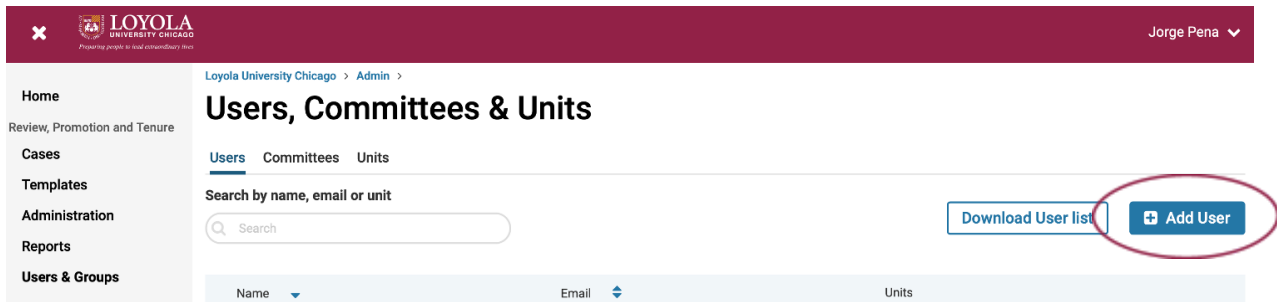 LOYOLA
UNIVERSITY CHICAGO
Preparing people to lead extraordinary lives
Jorge Pena
Home
Review, Promotion and Tenure
Cases
Templates
Administration
Reports
Users & Groups
Loyola University Chicago > Admin >
Users, Committees & Units
Users Committees Units
Search by name, email or unit
Search
Download User list
Add User
Name Email Units